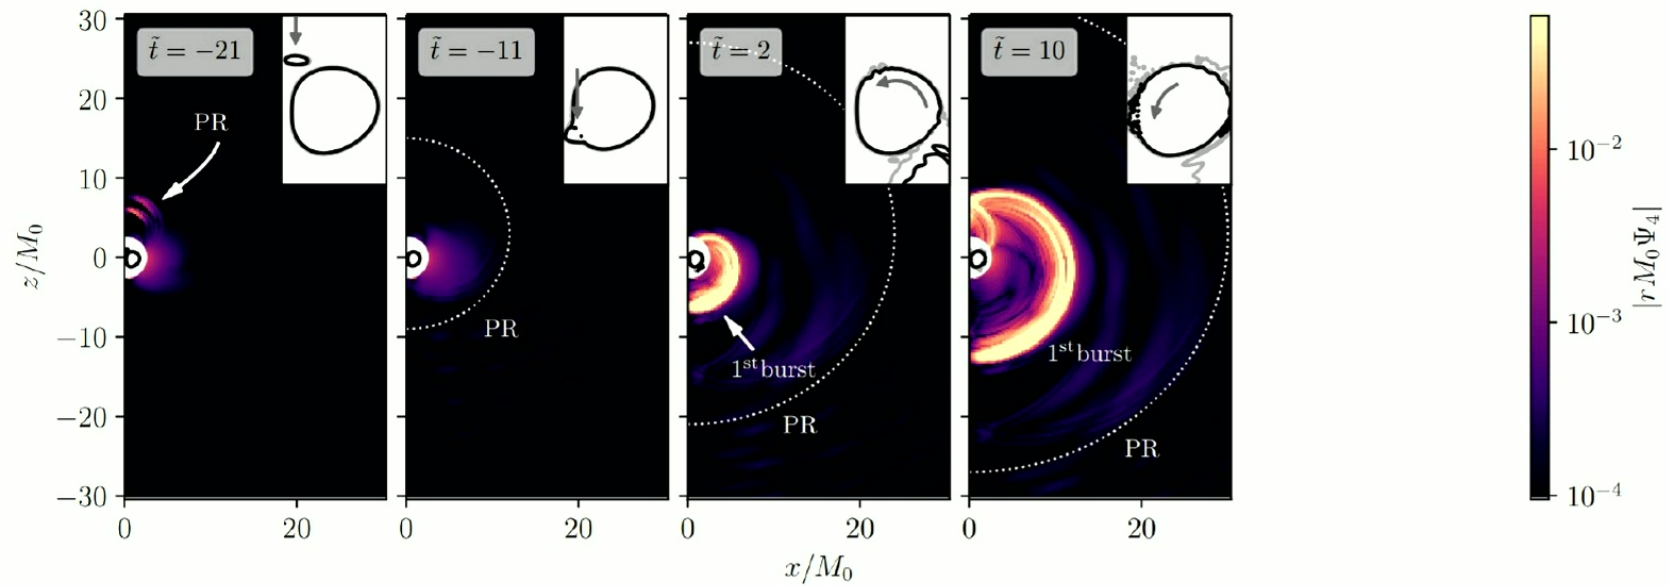 t̃ = −21
t̃ = −11
t̃ = 2
t̃ = 10
PR
PR
1st burst
PR
1st burst
PR
30
20
10
0
−10
−20
−30
z/M₀
0
20
0
20
0
20
0
20
x/M₀
10⁻²
10⁻³
10⁻⁴
|r M₀Ψ₄|